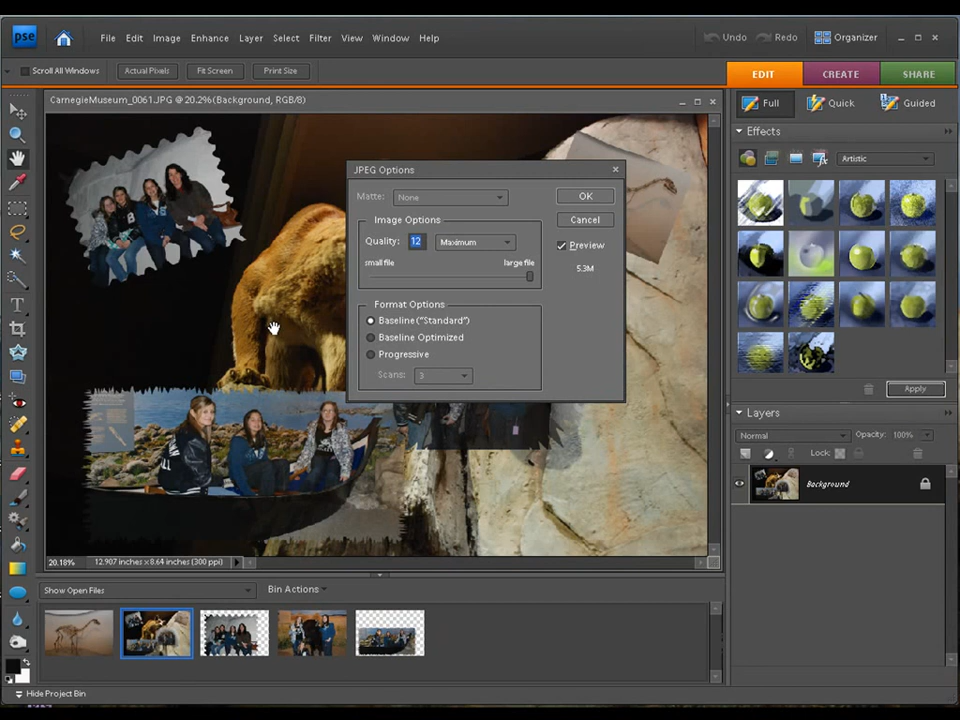 pse File Edit Image Enhance Layer Select Filter View Window Help Undo Redo Organizer
Scroll All Windows Actual Pixels Fit Screen Print Size
EDIT CREATE SHARE
CarnegieMuseum_0061.JPG @ 20.2%(Background, RGB/8)
Full Quick Guided
Effects
Artistic
JPEG Options
Matte: None OK
Image Options Cancel
Quality: 12 Maximum Preview
small file large file 5.3M
Format Options
Baseline ("Standard")
Baseline Optimized
Progressive
Scans: 3
Apply
Layers
Normal Opacity: 100%
Lock:
Background
20.18% 12.907 inches x 8.64 inches (300 ppi)
Show Open Files Bin Actions
Hide Project Bin